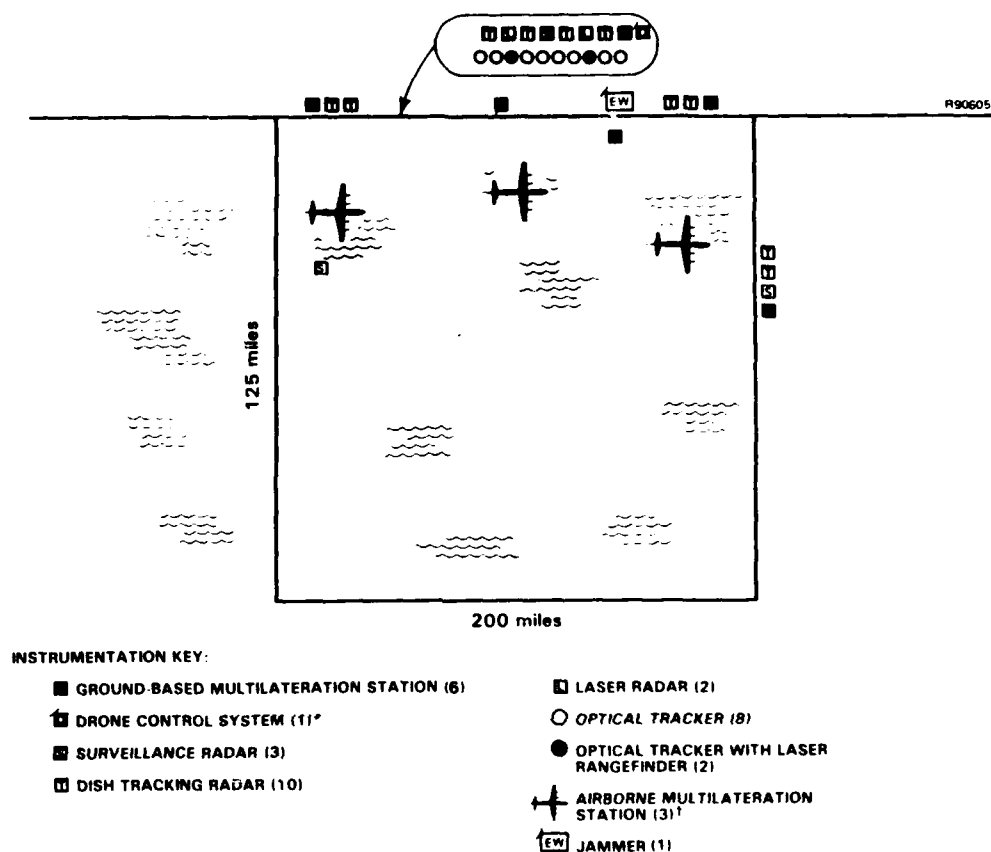 R90605
EW
T T
T T
S
T
T
S
125 miles
200 miles
INSTRUMENTATION KEY:
GROUND-BASED MULTILATERATION STATION (6)
DRONE CONTROL SYSTEM (1)*
S SURVEILLANCE RADAR (3)
T DISH TRACKING RADAR (10)
L LASER RADAR (2)
OPTICAL TRACKER (8)
OPTICAL TRACKER WITH LASER
RANGEFINDER (2)
AIRBORNE MULTILATERATION
STATION (3)†
EW JAMMER (1)